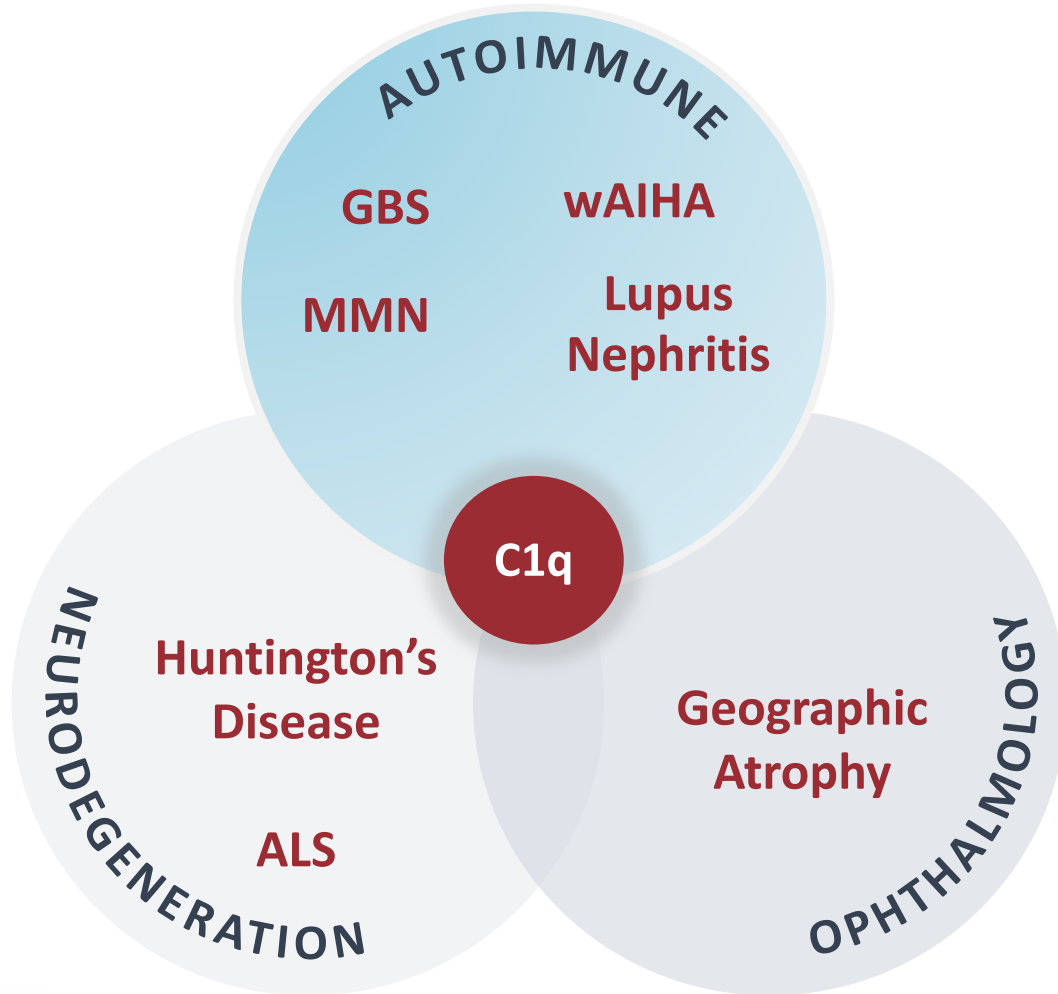 AUTOIMMUNE
GBS
wAIHA
MMN
Lupus
Nephritis
C1q
NEURODEGENERATION
Huntington’s
Disease
ALS
OPHTHALMOLOGY
Geographic
Atrophy